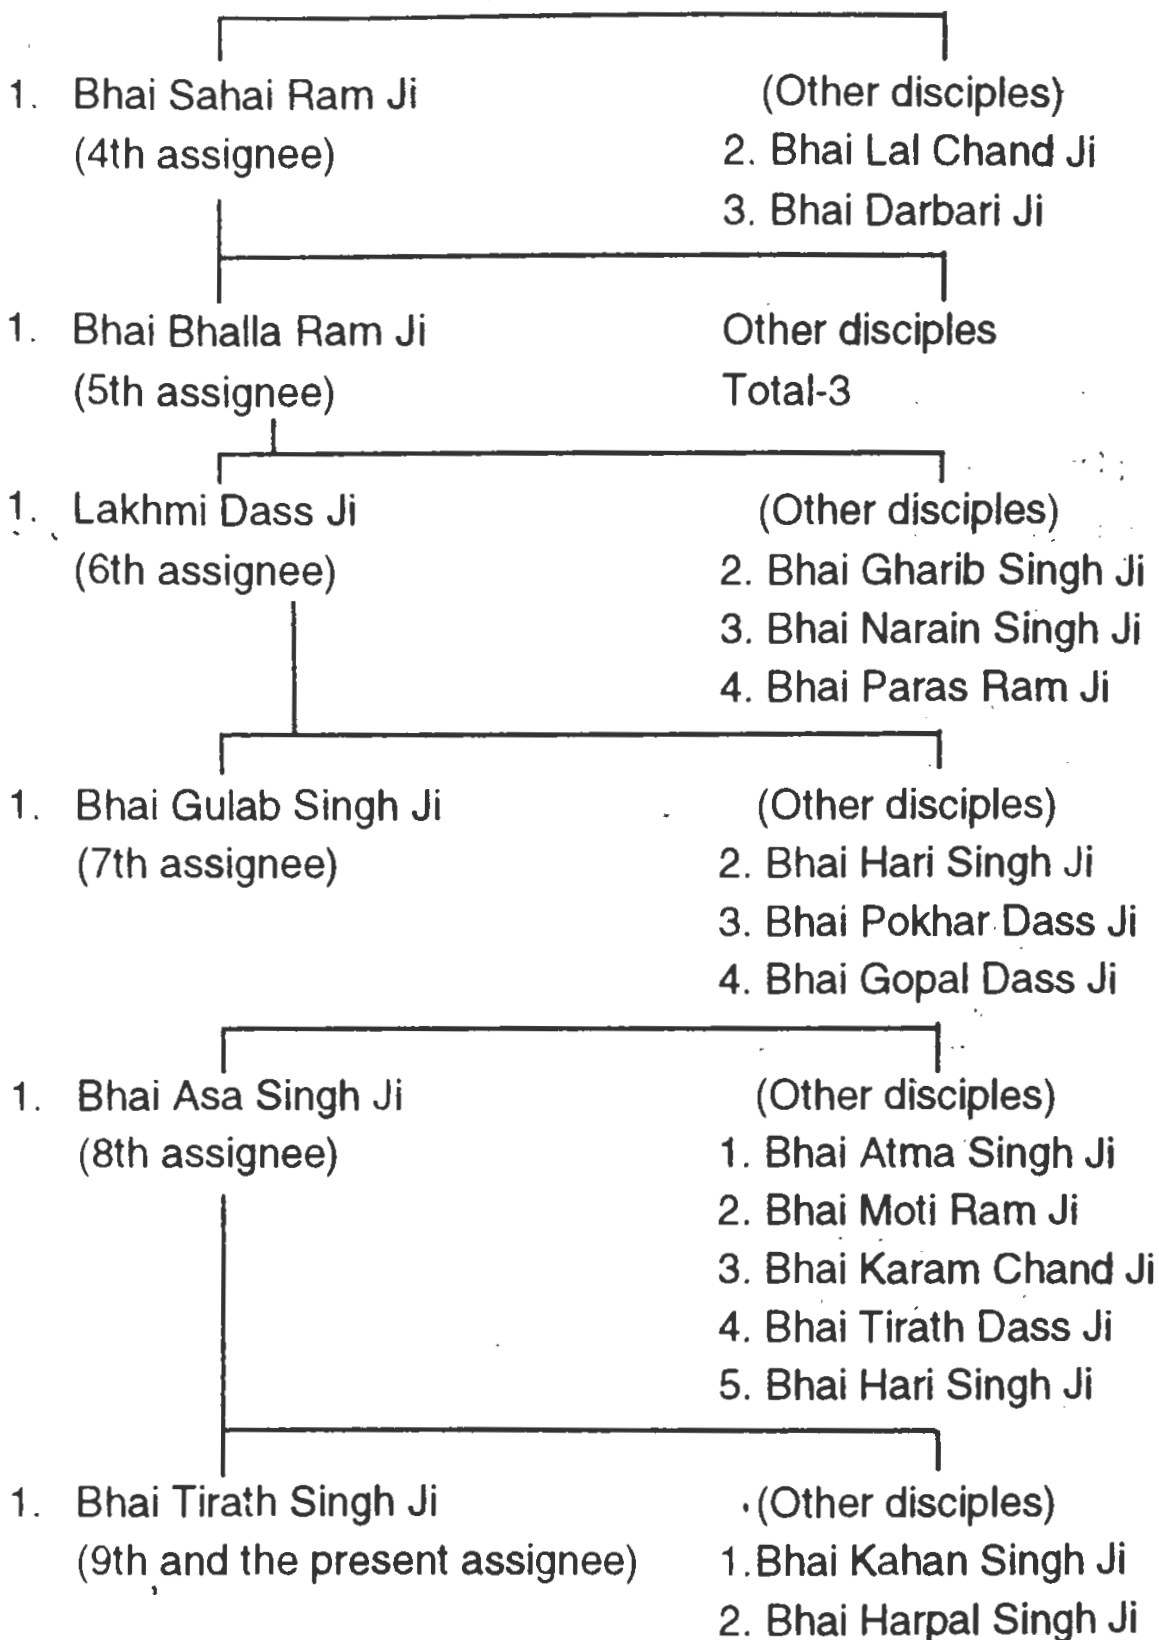 1. Bhai Sahai Ram Ji
(4th assignee)
(Other disciples)
2. Bhai Lal Chand Ji
3. Bhai Darbari Ji
1. Bhai Bhalla Ram Ji
(5th assignee)
Other disciples
Total-3
1. Lakhmi Dass Ji
(6th assignee)
(Other disciples)
2. Bhai Gharib Singh Ji
3. Bhai Narain Singh Ji
4. Bhai Paras Ram Ji
1. Bhai Gulab Singh Ji
(7th assignee)
(Other disciples)
2. Bhai Hari Singh Ji
3. Bhai Pokhar Dass Ji
4. Bhai Gopal Dass Ji
1. Bhai Asa Singh Ji
(8th assignee)
(Other disciples)
1. Bhai Atma Singh Ji
2. Bhai Moti Ram Ji
3. Bhai Karam Chand Ji
4. Bhai Tirath Dass Ji
5. Bhai Hari Singh Ji
1. Bhai Tirath Singh Ji
(9th and the present assignee)
(Other disciples)
1.Bhai Kahan Singh Ji
2. Bhai Harpal Singh Ji